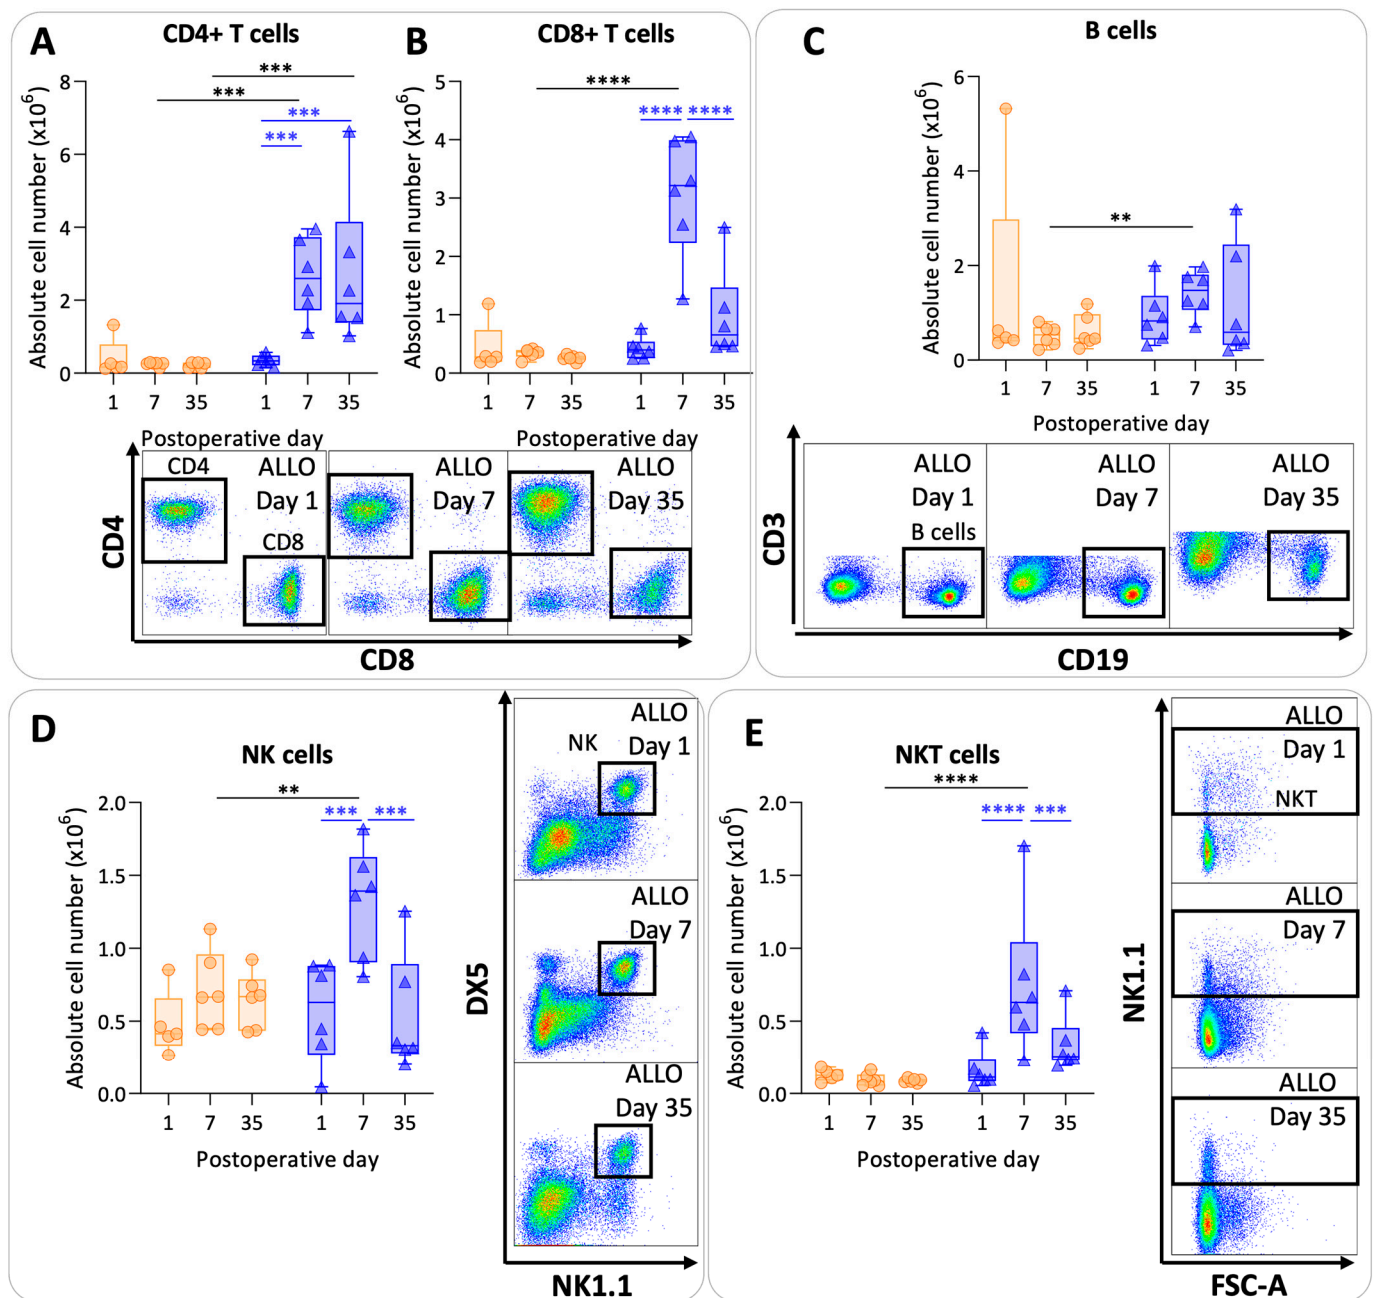 A
CD4+ T cells
B
CD8+ T cells
C
B cells
Absolute cell number (x10⁶)
8
6
4
2
0
***
***
***
***
1 7 35 1 7 35
Postoperative day
Absolute cell number (x10⁶)
5
4
3
2
1
0
****
**** ****
1 7 35 1 7 35
Postoperative day
Absolute cell number (x10⁶)
6
4
2
0
**
1 7 35 1 7 35
Postoperative day
CD4
CD4
ALLO
Day 1
CD8
ALLO
Day 7
ALLO
Day 35
CD8
CD3
ALLO
Day 1
B cells
ALLO
Day 7
ALLO
Day 35
CD19
D
NK cells
Absolute cell number (x10⁶)
2.0
1.5
1.0
0.5
0.0
**
*** ***
1 7 35 1 7 35
Postoperative day
DX5
ALLO
NK Day 1
ALLO
Day 7
ALLO
Day 35
NK1.1
E
NKT cells
Absolute cell number (x10⁶)
2.0
1.5
1.0
0.5
0.0
****
**** ***
1 7 35 1 7 35
Postoperative day
NK1.1
ALLO
Day 1
NKT
ALLO
Day 7
ALLO
Day 35
FSC-A